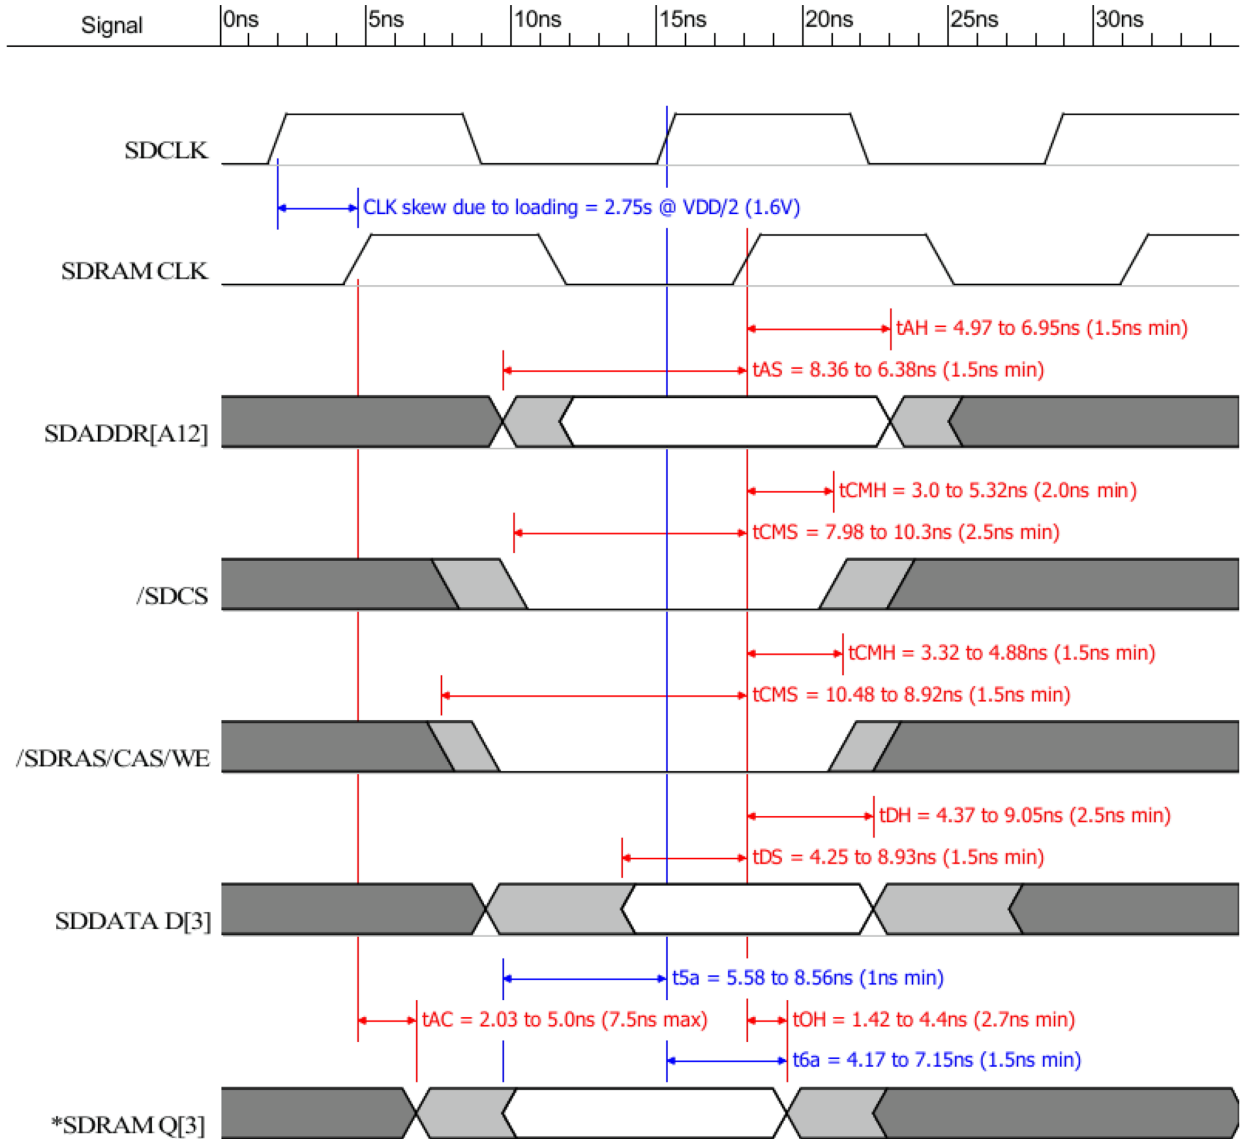 Signal 0ns 5ns 10ns 15ns 20ns 25ns 30ns
SDCLK
CLK skew due to loading = 2.75s @ VDD/2 (1.6V)
SDRAM CLK
tAH = 4.97 to 6.95ns (1.5ns min)
tAS = 8.36 to 6.38ns (1.5ns min)
SDADDR[A12]
tCMH = 3.0 to 5.32ns (2.0ns min)
tCMS = 7.98 to 10.3ns (2.5ns min)
/SDCS
tCMH = 3.32 to 4.88ns (1.5ns min)
tCMS = 10.48 to 8.92ns (1.5ns min)
/SDRAS/CAS/WE
tDH = 4.37 to 9.05ns (2.5ns min)
tDS = 4.25 to 8.93ns (1.5ns min)
SDDATA D[3]
t5a = 5.58 to 8.56ns (1ns min)
tAC = 2.03 to 5.0ns (7.5ns max) tOH = 1.42 to 4.4ns (2.7ns min)
t6a = 4.17 to 7.15ns (1.5ns min)
*SDRAM Q[3]